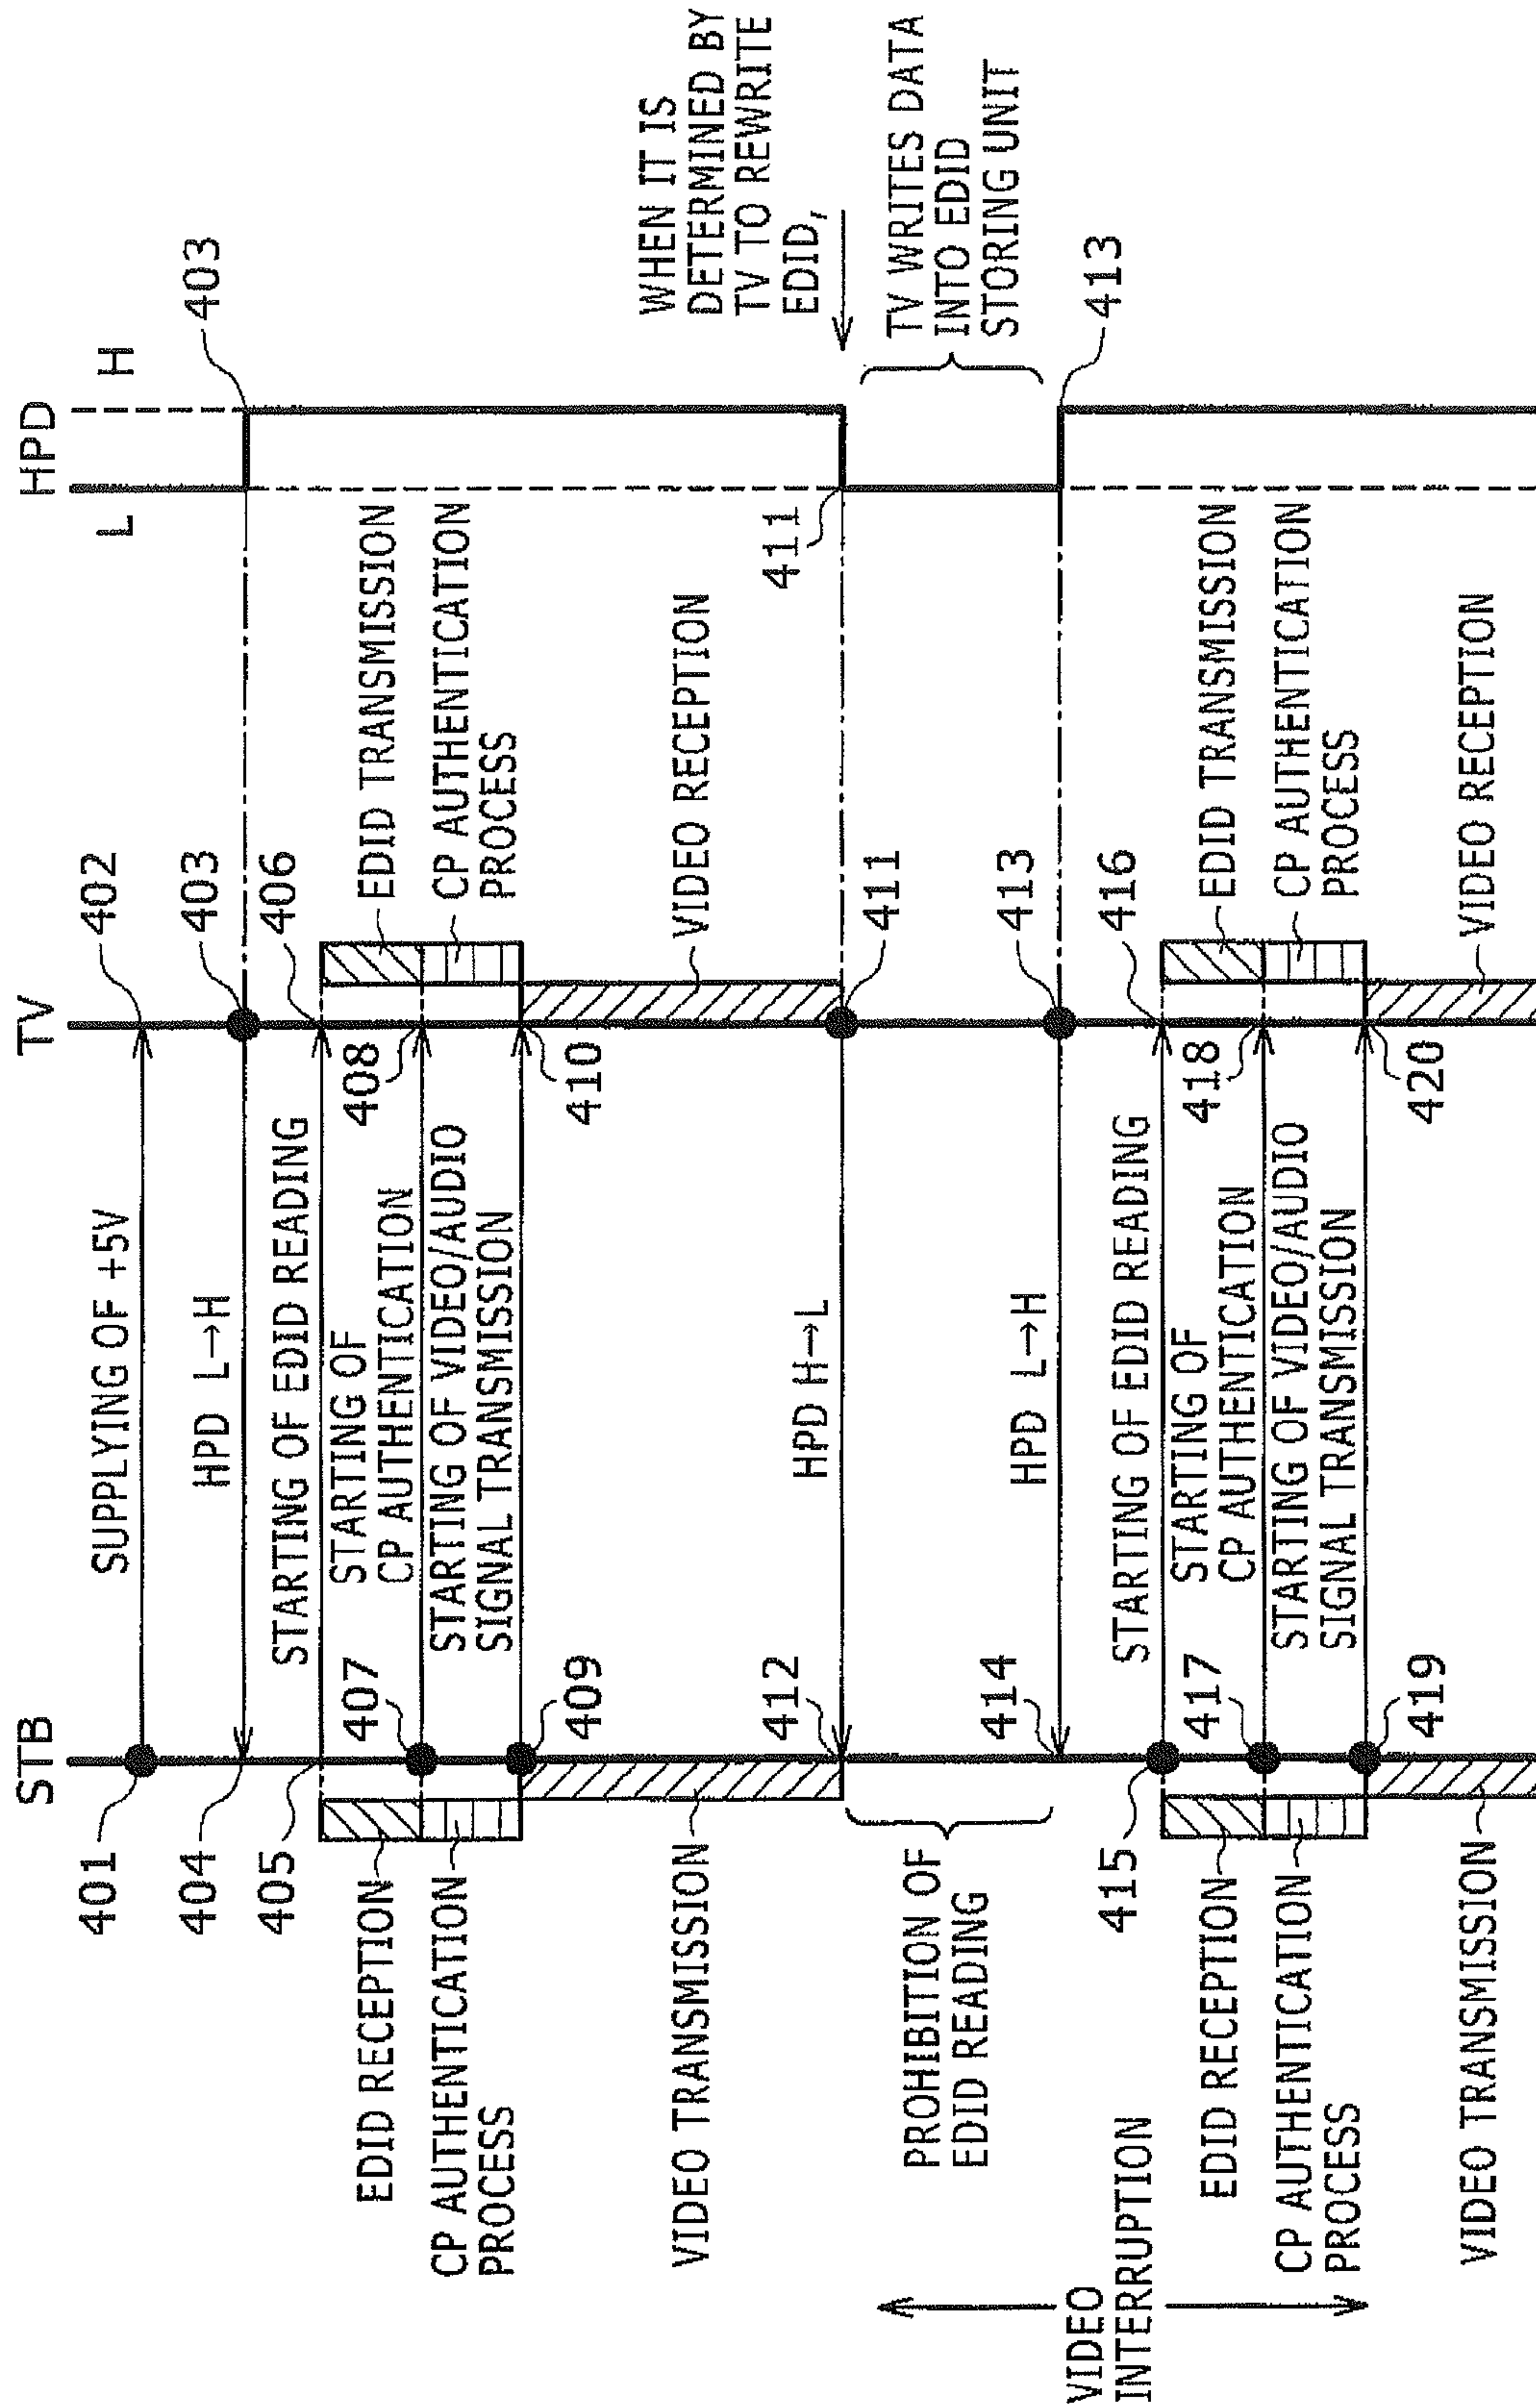 STB
TV
HPD
L
H
401
SUPPLYING OF +5V
402
404
HPD L→H
403
403
405
STARTING OF EDID READING
406
EDID RECEPTION
407
STARTING OF
CP AUTHENTICATION
408
EDID TRANSMISSION
CP AUTHENTICATION
PROCESS
409
STARTING OF VIDEO/AUDIO
SIGNAL TRANSMISSION
410
CP AUTHENTICATION
PROCESS
VIDEO TRANSMISSION
VIDEO RECEPTION
WHEN IT IS
DETERMINED BY
TV TO REWRITE
EDID,
412
HPD H→L
411
411
PROHIBITION OF
EDID READING
TV WRITES DATA
INTO EDID
STORING UNIT
414
HPD L→H
413
413
VIDEO
INTERRUPTION
415
STARTING OF EDID READING
416
EDID RECEPTION
417
STARTING OF
CP AUTHENTICATION
418
EDID TRANSMISSION
CP AUTHENTICATION
PROCESS
419
STARTING OF VIDEO/AUDIO
SIGNAL TRANSMISSION
420
CP AUTHENTICATION
PROCESS
VIDEO TRANSMISSION
VIDEO RECEPTION